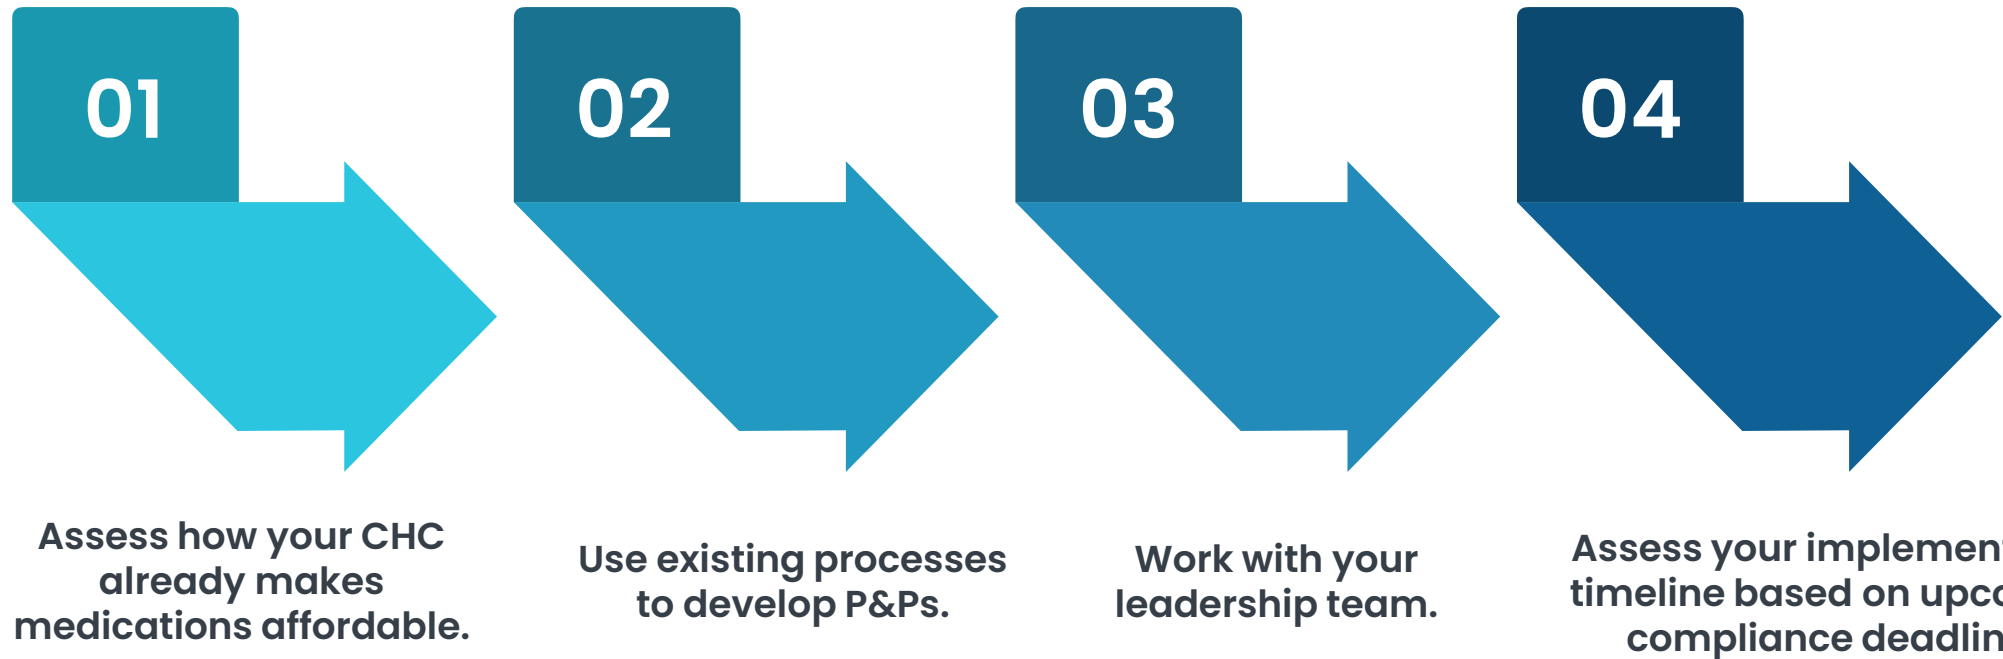 01
02
03
04
Assess how your CHC
already makes
medications affordable.
Use existing processes
to develop P&Ps.
Work with your
leadership team.
Assess your
timeline based on
compliance